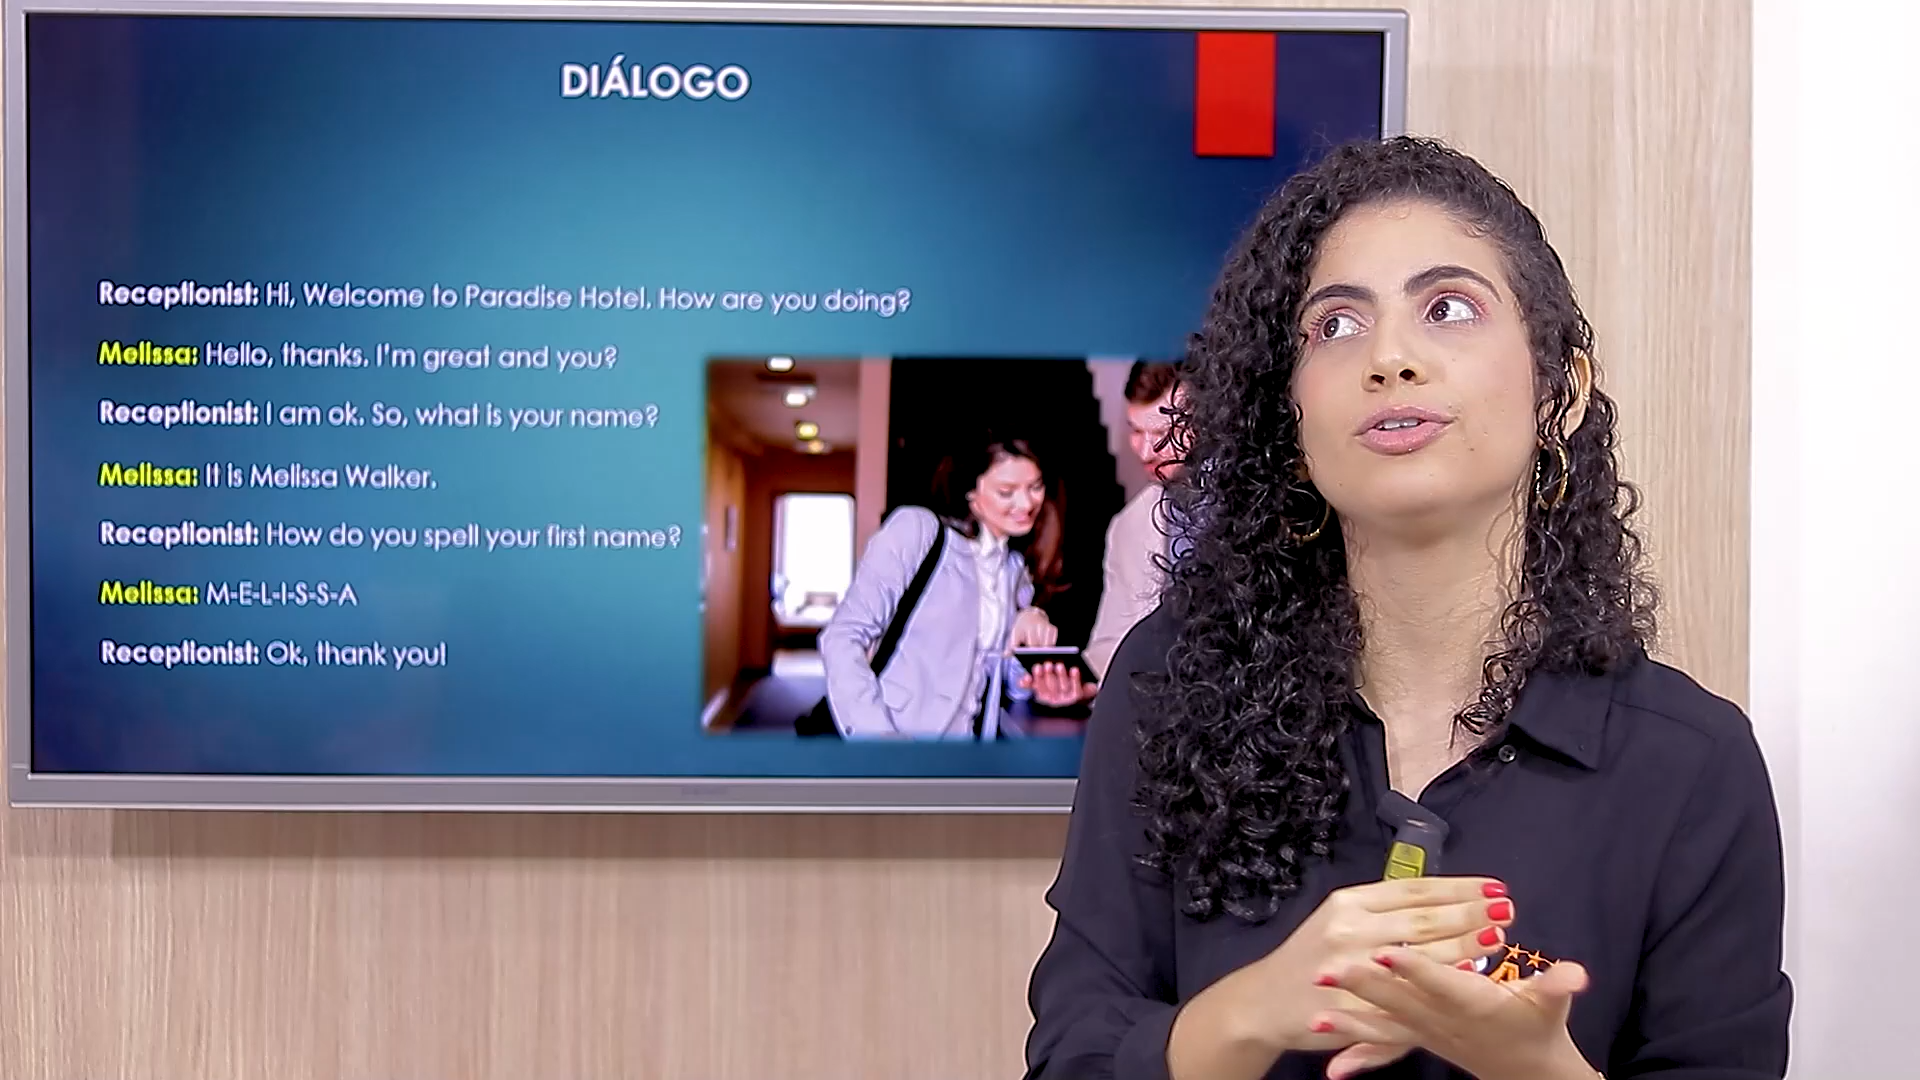 DIÁLOGO
Receptionist: Hi, Welcome to Paradise Hotel. How are you doing?
Melissa: Hello, thanks. I'm great and you?
Receptionist: I am ok. So, what is your name?
Melissa: It is Melissa Walker.
Receptionist: How do you spell your first name?
Melissa: M-E-L-I-S-S-A
Receptionist: Ok, thank you!